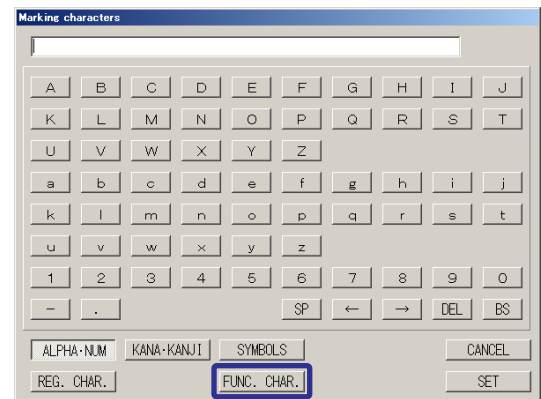 Marking characters
A B C D E F G H I J
K L M N O P Q R S T
U V W X Y Z
a b c d e f g h i j
k l m n o p q r s t
u v w x y z
1 2 3 4 5 6 7 8 9 0
- . SP ← → DEL BS
ALPHA·NUM KANA·KANJI SYMBOLS CANCEL
REG. CHAR. FUNC. CHAR. SET